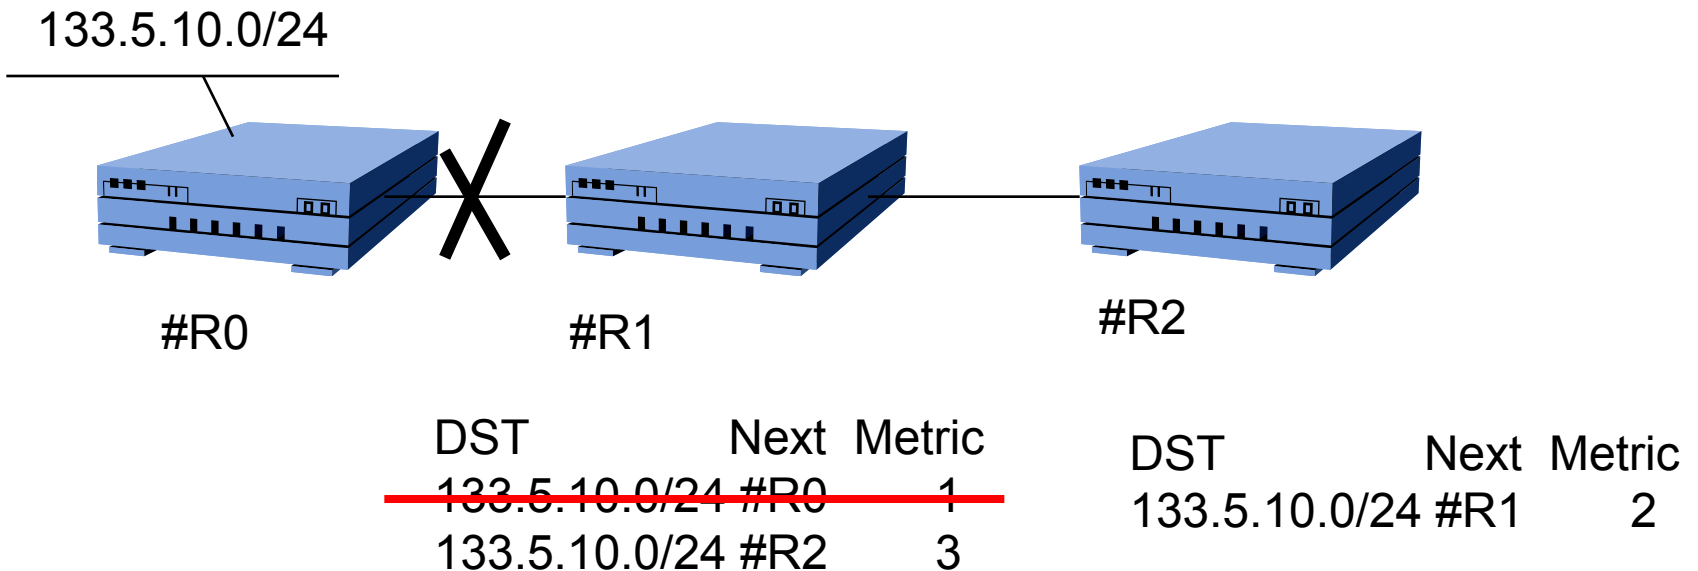 133.5.10.0/24
#R0
#R1
#R2
DST Next Metric
133.5.10.0/24 #R0 1
133.5.10.0/24 #R2 3
DST Next Metric
133.5.10.0/24 #R1 2